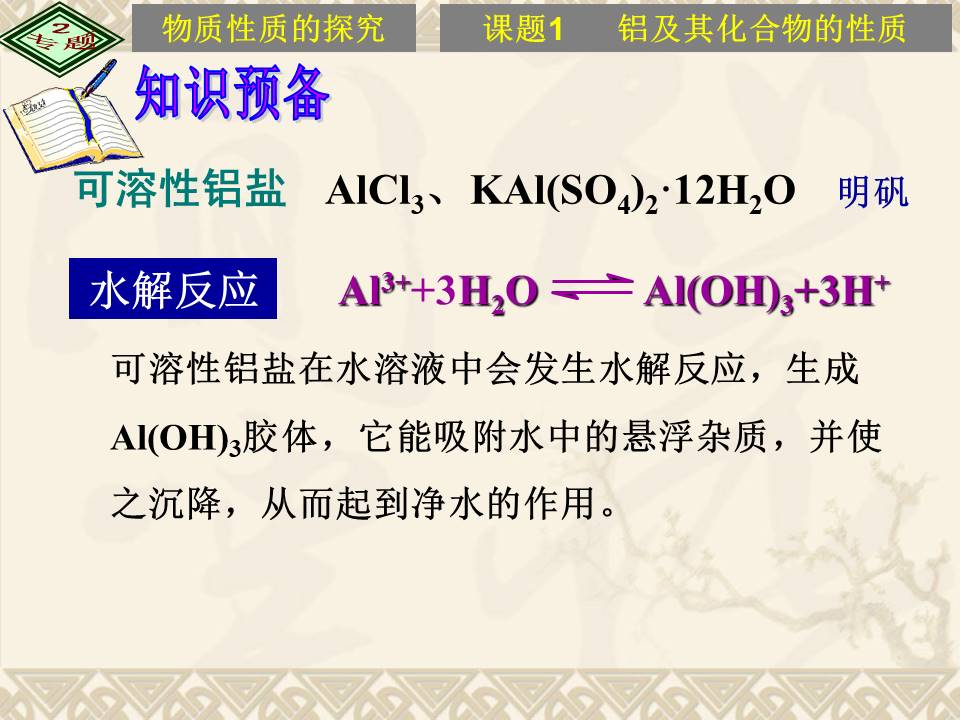 专题2
物质性质的探究
课题1 铝及其化合物的性质
知识预备
可溶性铝盐 AlCl₃、KAl(SO₄)₂·12H₂O 明矾
水解反应 Al³⁺+3H₂O ⇌ Al(OH)₃+3H⁺
可溶性铝盐在水溶液中会发生水解反应，生成
Al(OH)₃胶体，它能吸附水中的悬浮杂质，并使
之沉降，从而起到净水的作用。